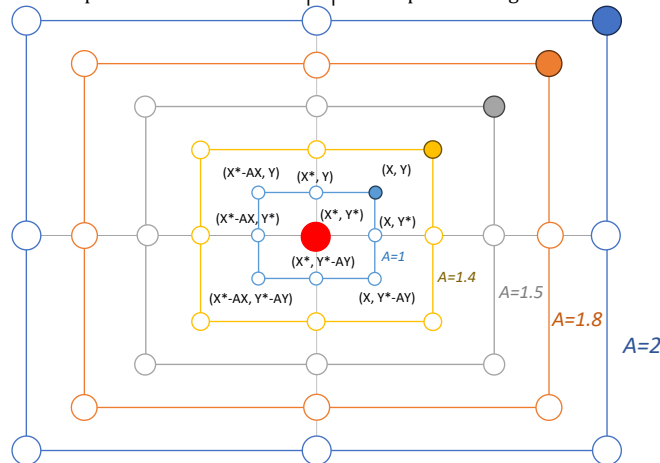 (X*-AX, Y)
(X*, Y)
(X, Y)
(X*-AX, Y*)
(X*, Y*)
(X, Y*)
(X*, Y*-AY)
A=1
(X*-AX, Y*-AY)
(X, Y*-AY)
A=1.4
A=1.5
A=1.8
A=2